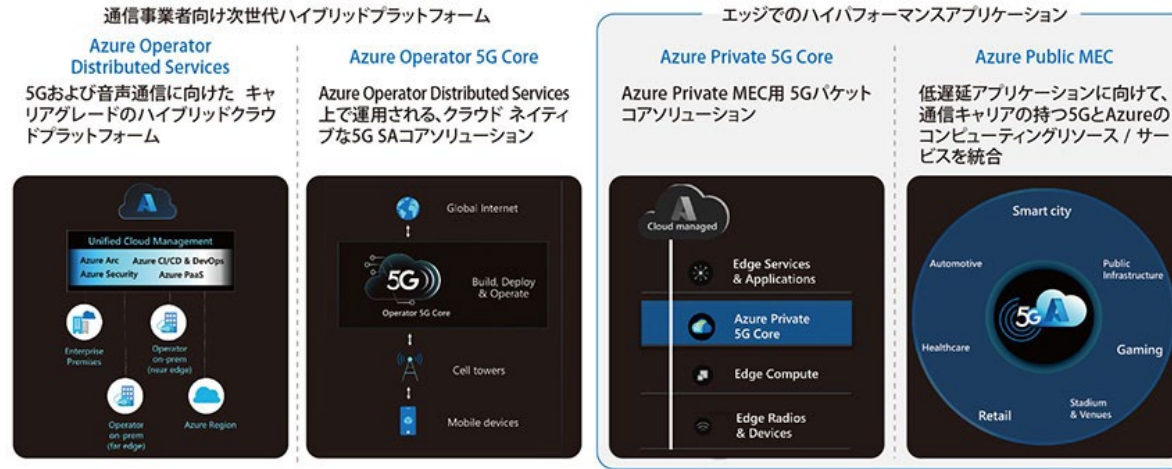 通信事業者向け次世代ハイブリッドプラットフォーム
Azure Operator
Distributed Services
5Gおよび音声通信に向けた キャ
リアグレードのハイブリッドクラウ
ドプラットフォーム
Unified Cloud Management
Azure Arc Azure CI/CD & DevOps
Azure Security Azure PaaS
Enterprise
Premises
Operator
on-prem
(near edge)
Operator
on-prem
(far edge)
Azure Region
Azure Operator 5G Core
Azure Operator Distributed Services
上で運用される、クラウド ネイティ
ブな5G SAコアソリューション
Global Internet
5G
Operator 5G Core
Build, Deploy
& Operate
Cell towers
Mobile devices
エッジでのハイパフォーマンスアプリケーション
Azure Private 5G Core
Azure Private MEC用 5Gパケット
コアソリューション
Cloud managed
Edge Services
& Applications
Azure Private
5G Core
Edge Compute
Edge Radios
& Devices
Azure Public MEC
低遅延アプリケーションに向けて、
通信キャリアの持つ5GとAzureの
コンピューティングリソース / サー
ビスを統合
Smart city
Automotive
Public
Infrastructure
5G
Healthcare
Gaming
Retail
Stadium
& Venues